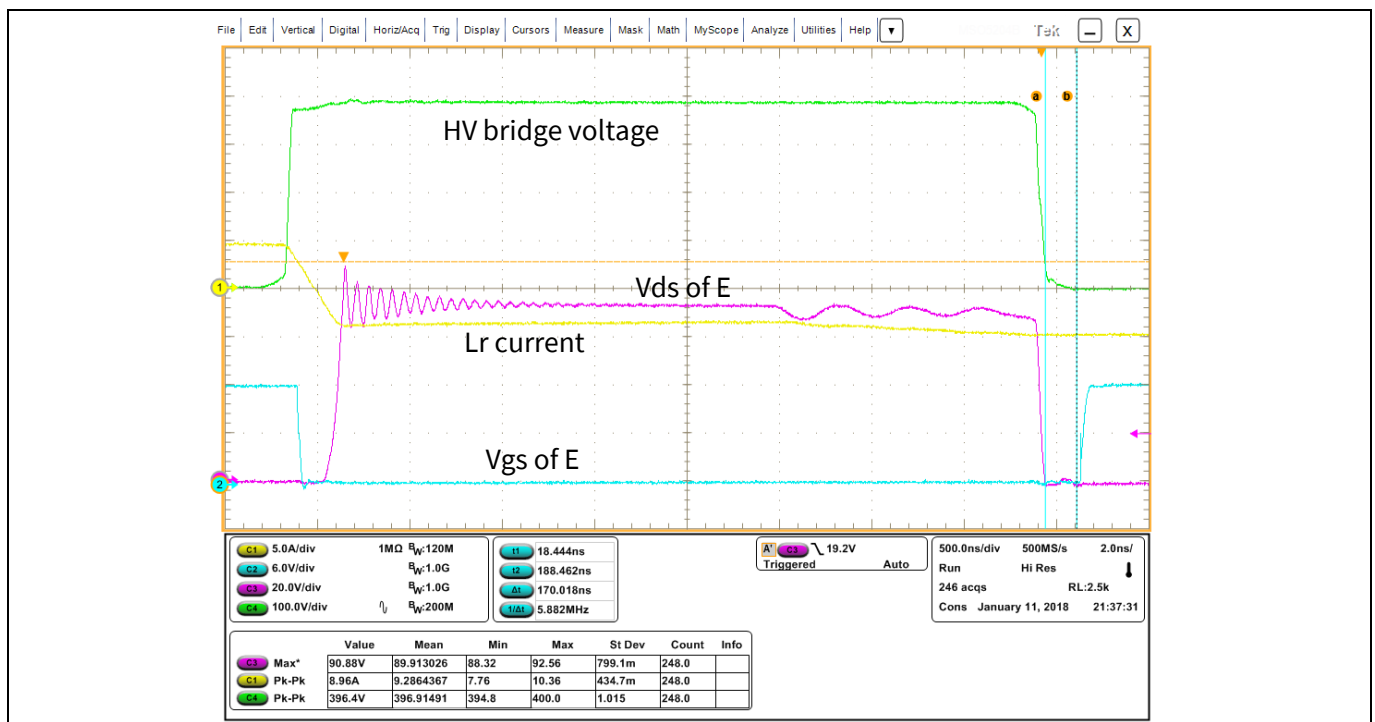 File Edit Vertical Digital Horiz/Acq Trig Display Cursors Measure Mask Math MyScope Analyze Utilities Help ▼ Tek X
a b
HV bridge voltage
1
Vds of E
Lr current
Vgs of E
2
C1 5.0A/div 1MΩ BW:120M
C2 6.0V/div BW:1.0G
C3 20.0V/div BW:1.0G
C4 100.0V/div BW:200M
t1 18.444ns
t2 188.462ns
Δt 170.018ns
1/Δt 5.882MHz
A' C3 19.2V
Triggered Auto
500.0ns/div 500MS/s 2.0ns/
Run Hi Res
246 acqs RL:2.5k
Cons January 11, 2018 21:37:31
Value Mean Min Max St Dev Count Info
C3 Max* 90.88V 89.913026 88.32 92.56 799.1m 248.0
C1 Pk-Pk 8.96A 9.2864367 7.76 10.36 434.7m 248.0
C4 Pk-Pk 396.4V 396.91491 394.8 400.0 1.015 248.0